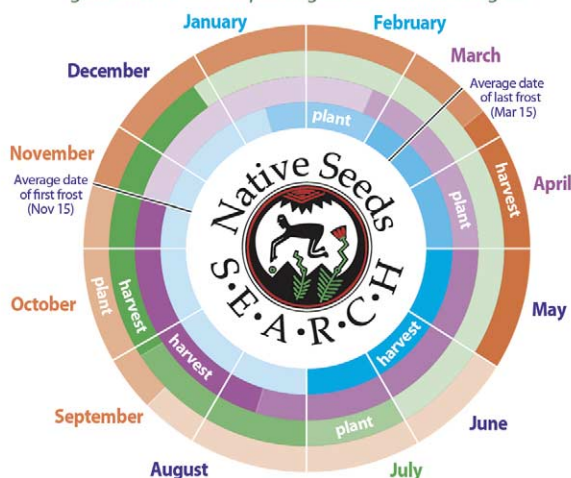 January
February
March
Average date
of last frost
(Mar 15)
April
May
June
July
August
September
October
November
Average date
of first frost
(Nov 15)
December
plant
plant
harvest
harvest
plant
harvest
harvest
plant
Native Seeds
S•E•A•R•C•H